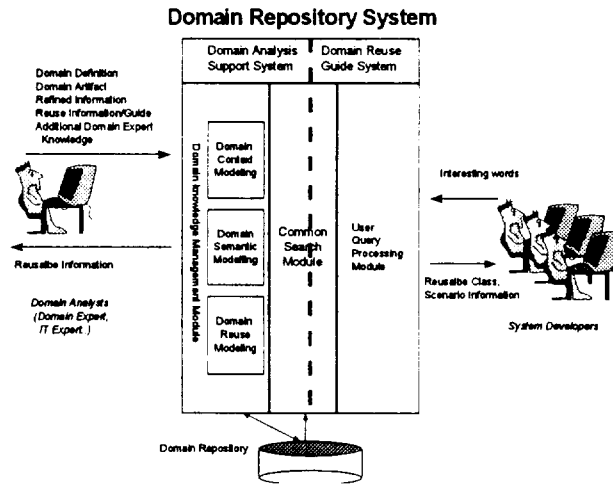 Domain Repository System
Domain Analysis
Support System
Domain Reuse
Guide System
Domain Definition
Domain Artifact
Refined Information
Reuse Information/Guide
Additional Domain Expert
Knowledge
Reusalbe Information
Domain Analysts
(Domain Expert,
IT Expert..)
Domain Knowledge Management Module
Domain
Context
Modelling
Domain
Semantic
Modelling
Domain
Reuse
Modelling
Common
Search
Module
User
Query
Processing
Module
Interesting words
Reusalbe Class,
Scenario Information
System Developers
Domain Repository